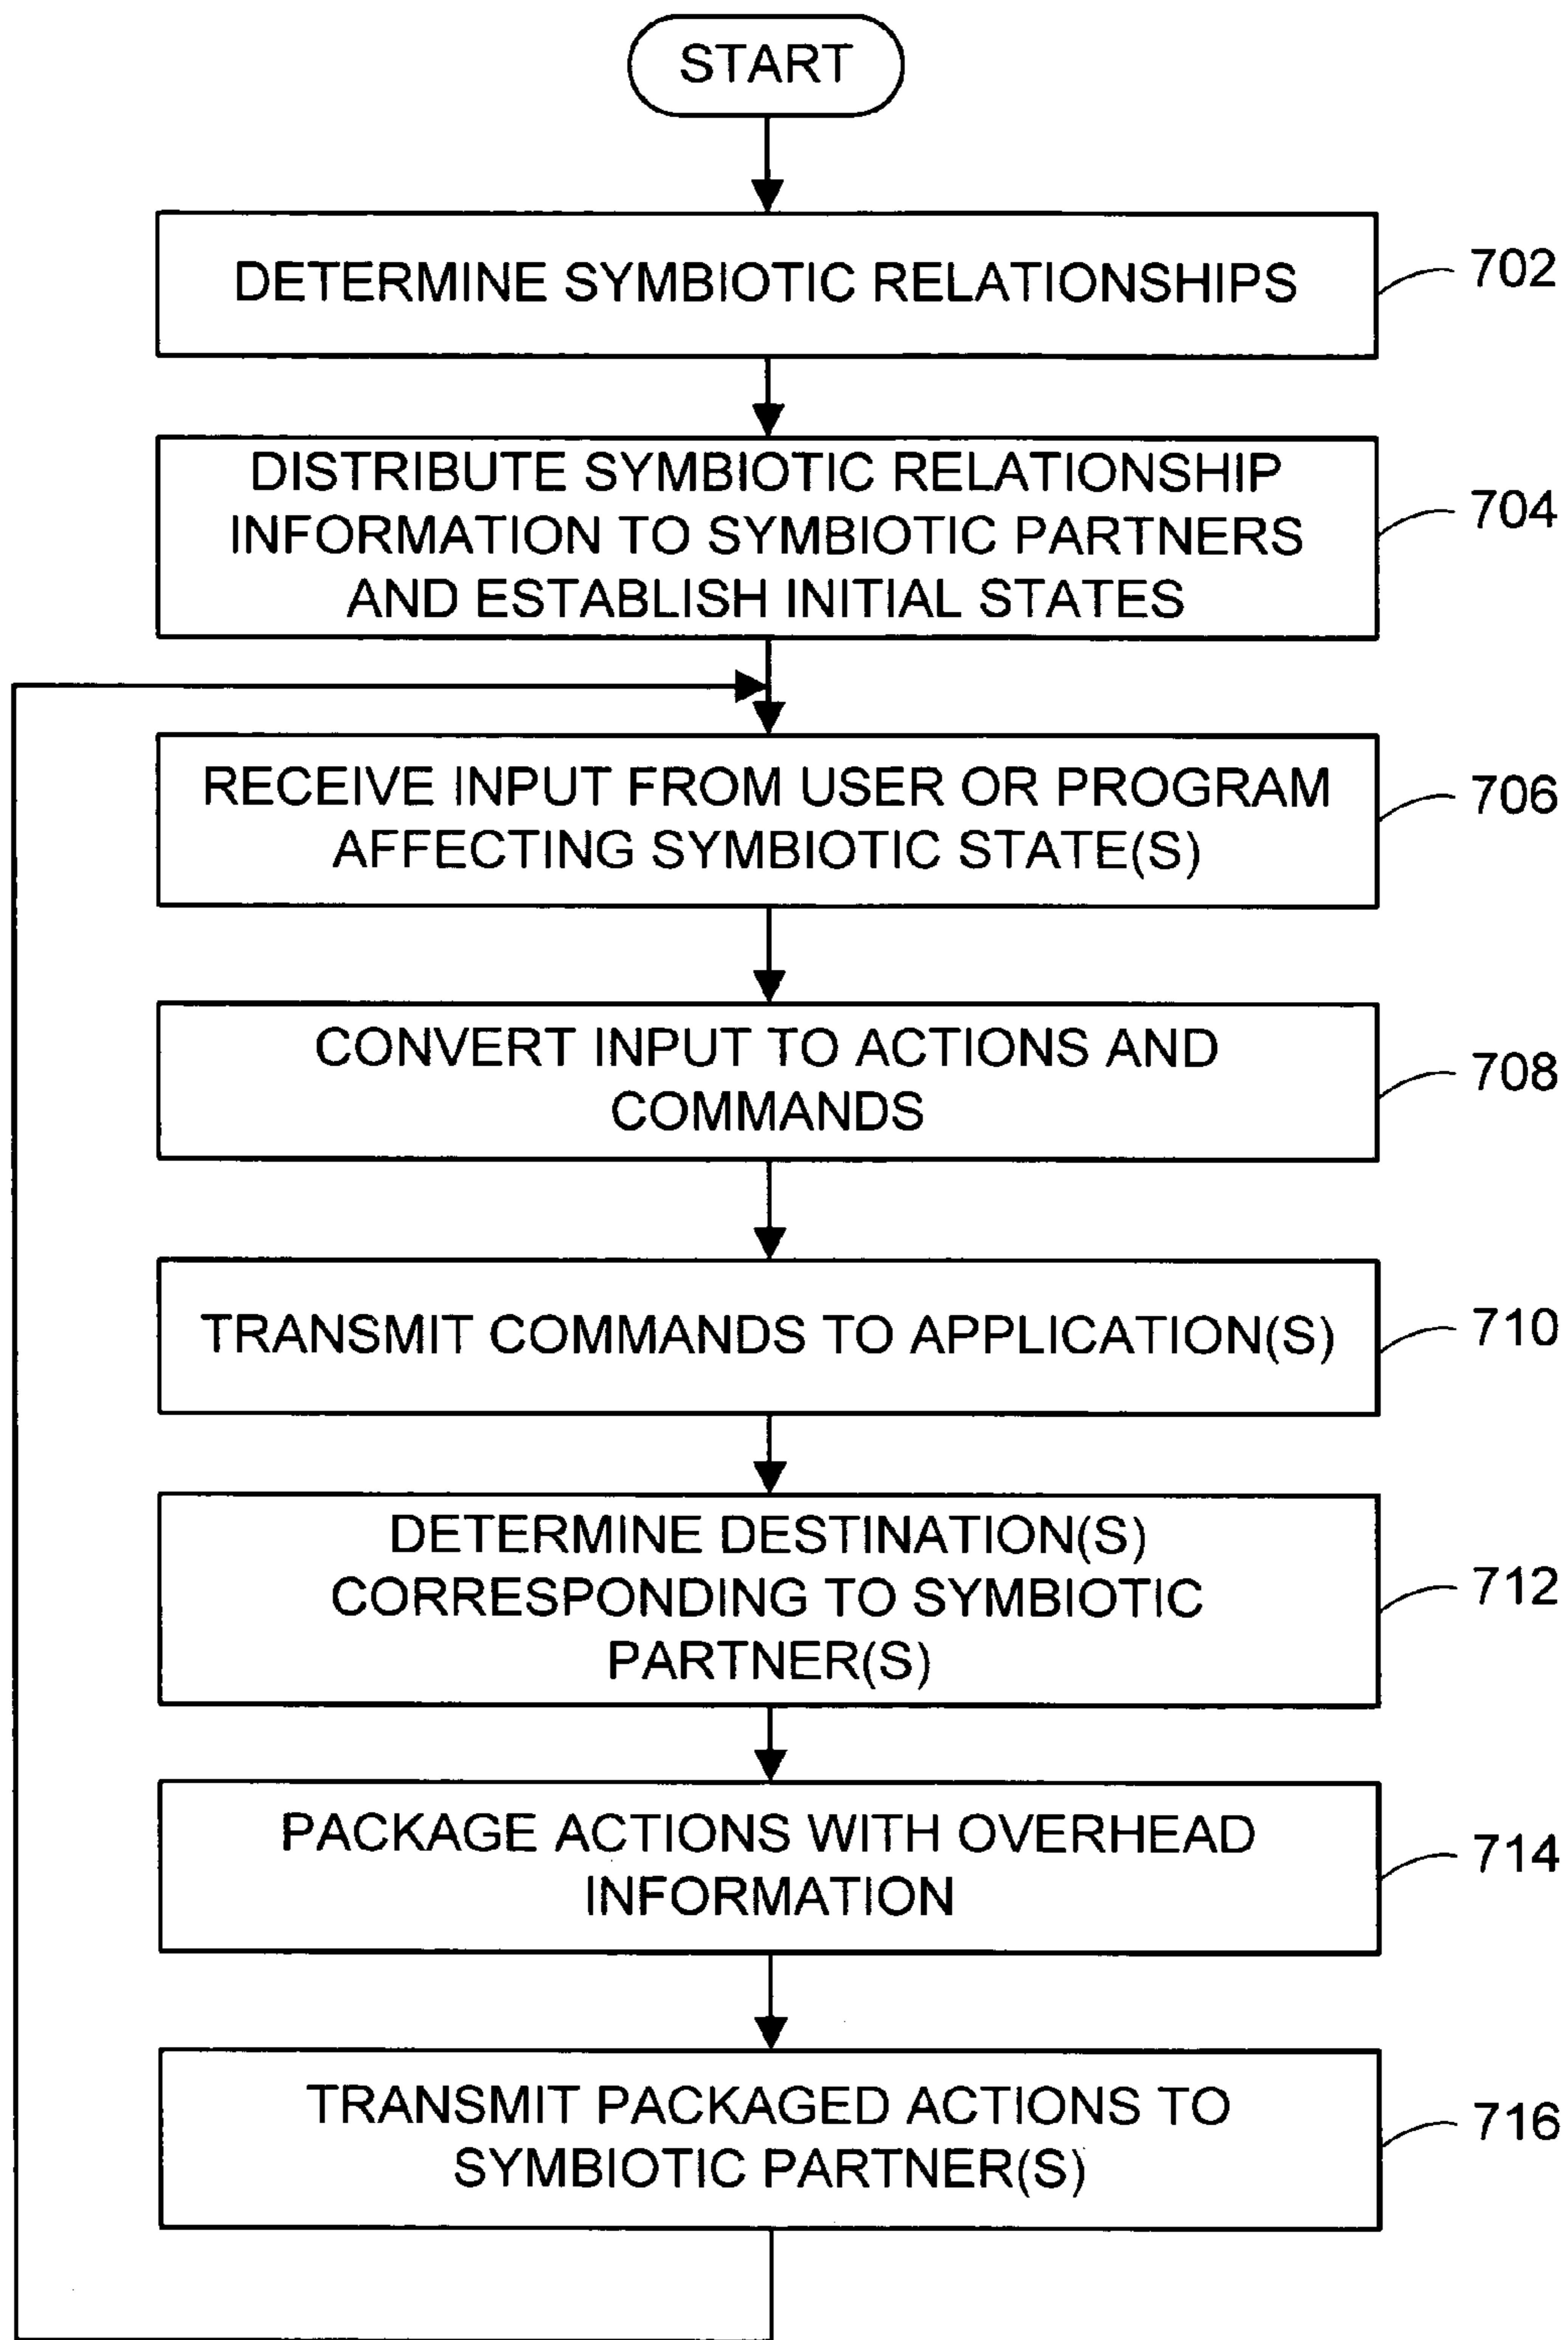 START
DETERMINE SYMBIOTIC RELATIONSHIPS
702
DISTRIBUTE SYMBIOTIC RELATIONSHIP
INFORMATION TO SYMBIOTIC PARTNERS
AND ESTABLISH INITIAL STATES
704
RECEIVE INPUT FROM USER OR PROGRAM
AFFECTING SYMBIOTIC STATE(S)
706
CONVERT INPUT TO ACTIONS AND
COMMANDS
708
TRANSMIT COMMANDS TO APPLICATION(S)
710
DETERMINE DESTINATION(S)
CORRESPONDING TO SYMBIOTIC
PARTNER(S)
712
PACKAGE ACTIONS WITH OVERHEAD
INFORMATION
714
TRANSMIT PACKAGED ACTIONS TO
SYMBIOTIC PARTNER(S)
716